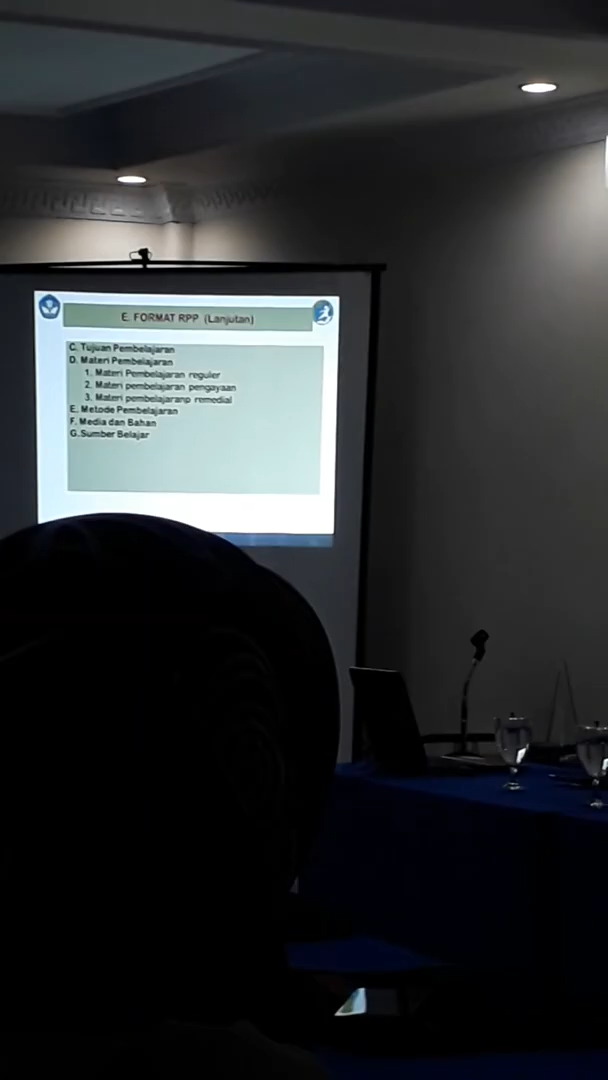 E. FORMAT RPP (Lanjutan)
C. Tujuan Pembelajaran
D. Materi Pembelajaran
1. Materi Pembelajaran reguler
2. Materi pembelajaran pengayaan
3. Materi pembelajaranp remedial
E. Metode Pembelajaran
F. Media dan Bahan
G.Sumber Belajar